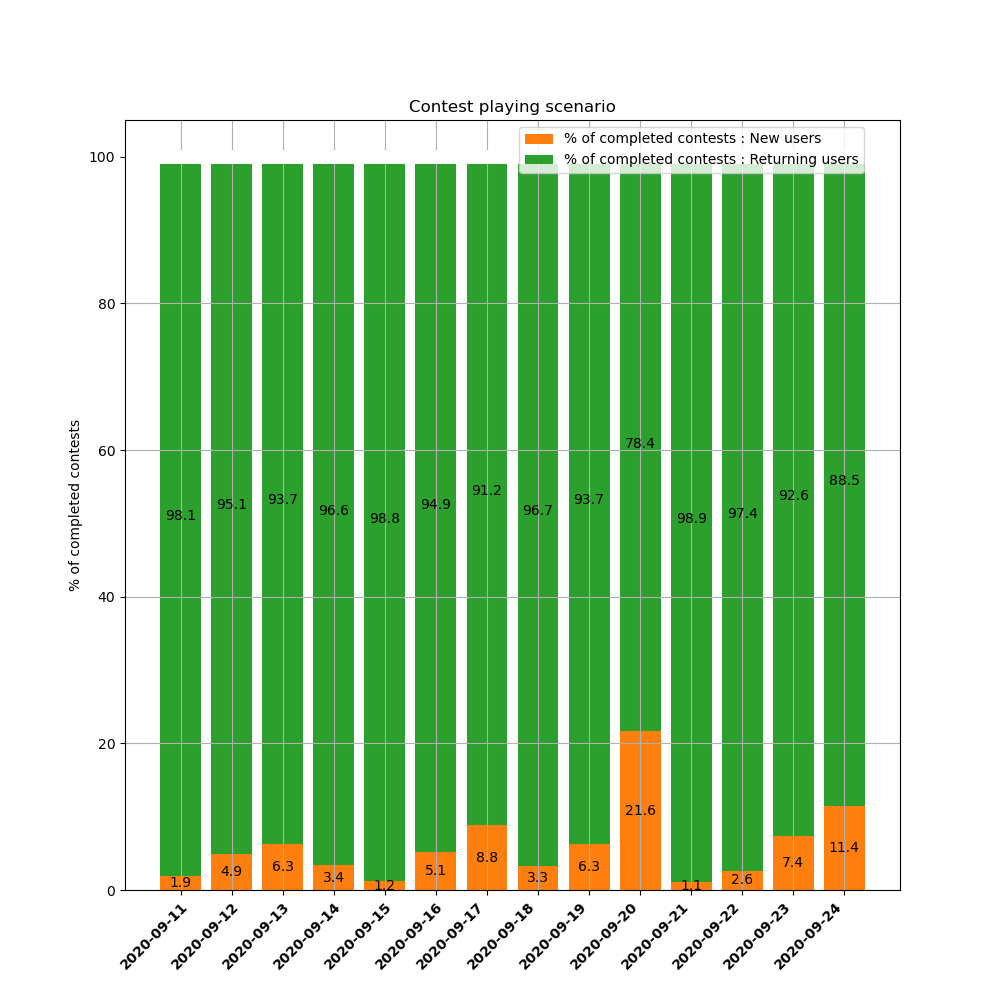 Contest playing scenario
% of completed contests : New users
% of completed contests : Returning users
100
80
60
40
20
0
% of completed contests
98.1 95.1 93.7 96.6 98.8 94.9 91.2 96.7 93.7 78.4 98.9 97.4 92.6 88.5
1.9 4.9 6.3 3.4 1.2 5.1 8.8 3.3 6.3 21.6 1.1 2.6 7.4 11.4
2020-09-11 2020-09-12 2020-09-13 2020-09-14 2020-09-15 2020-09-16 2020-09-17 2020-09-18 2020-09-19 2020-09-20 2020-09-21 2020-09-22 2020-09-23 2020-09-24